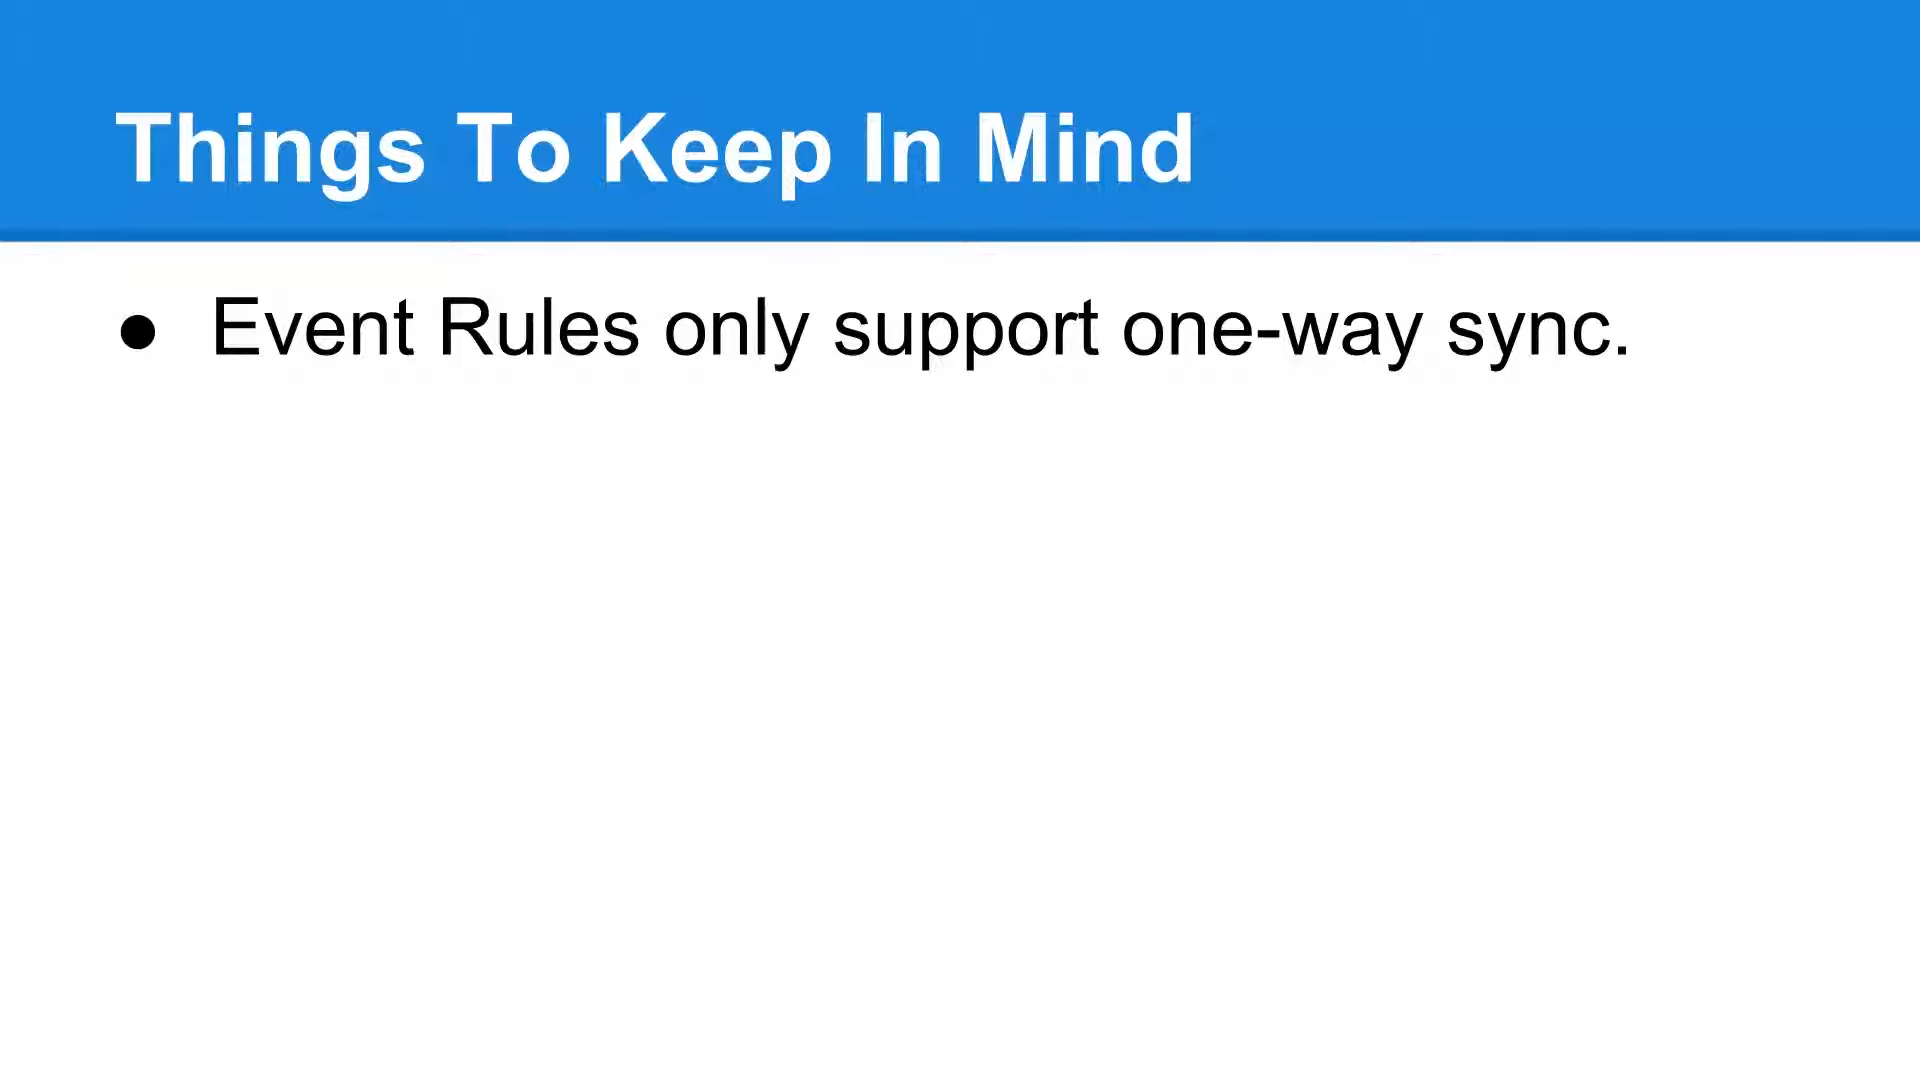 Things To Keep In Mind
● Event Rules only support one-way sync.